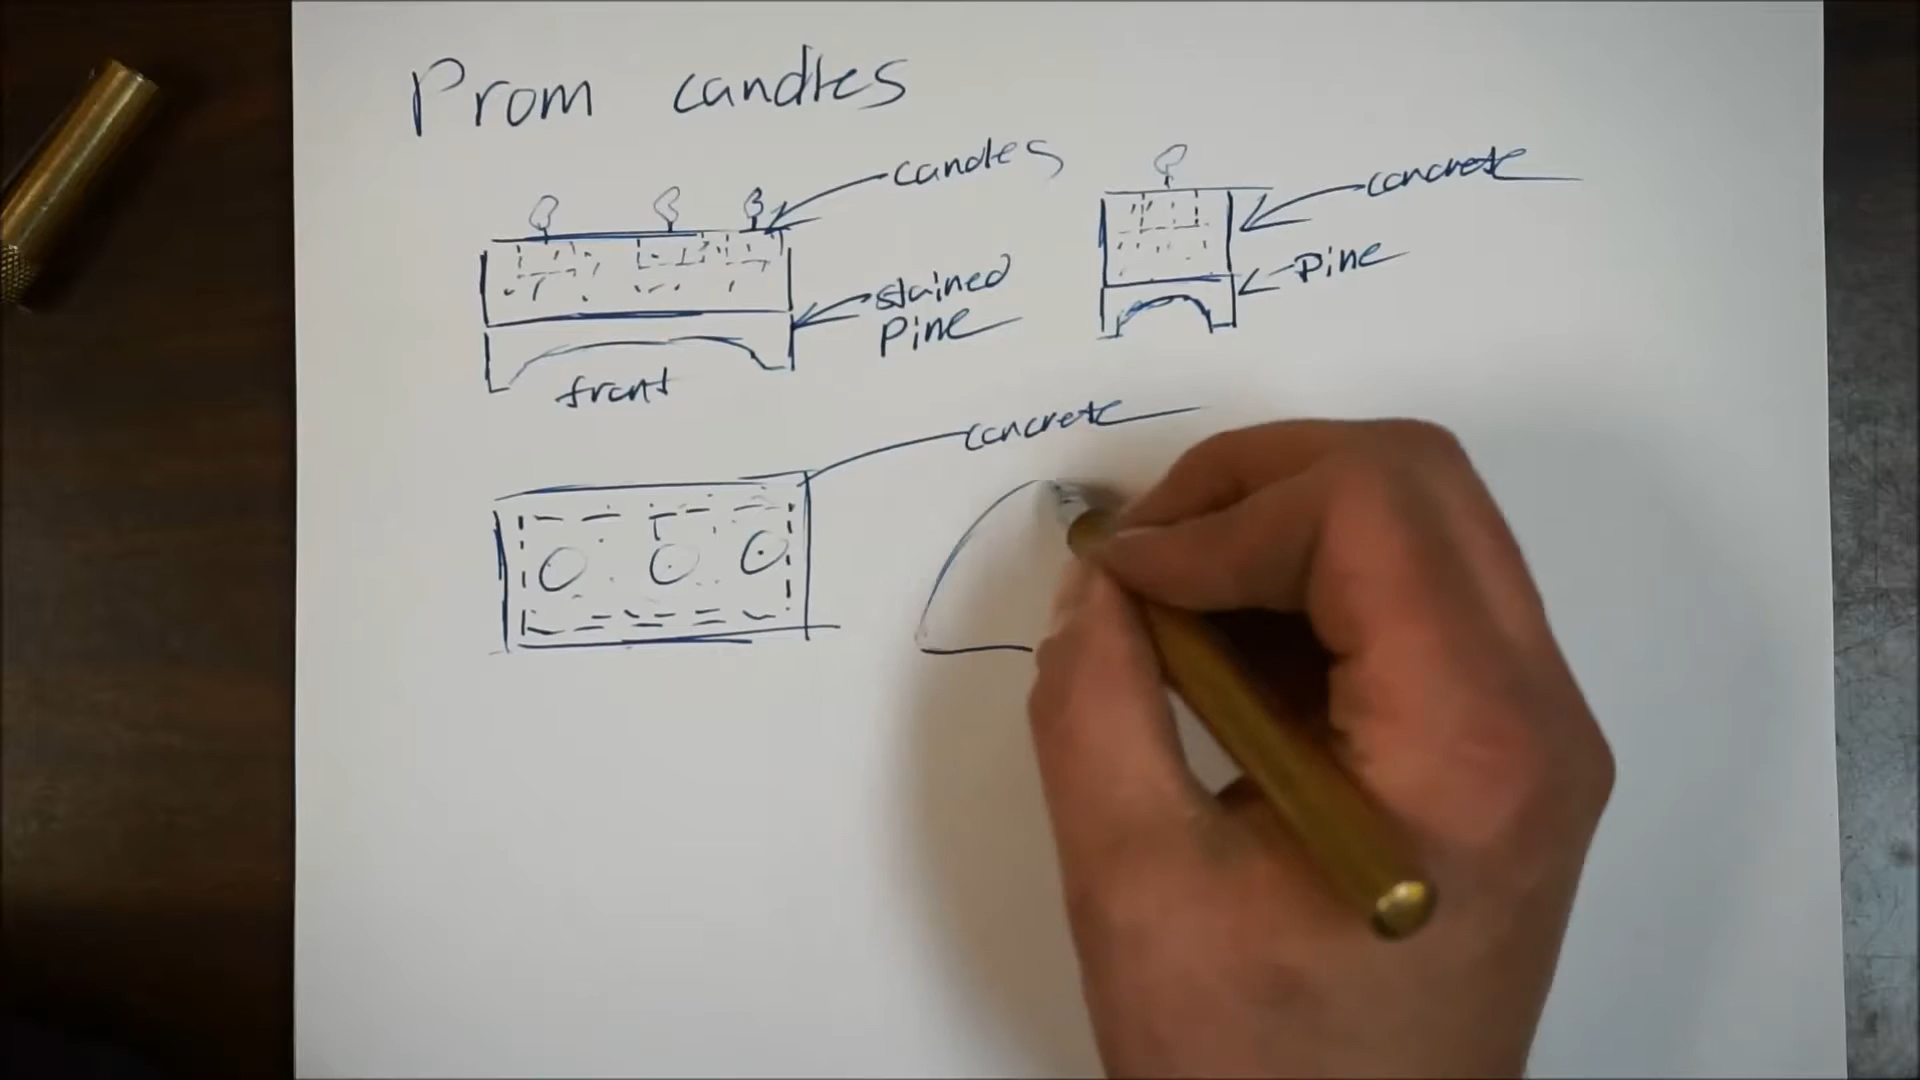 Prom candles
candles
concrete
Pine
stained
Pine
front
concrete